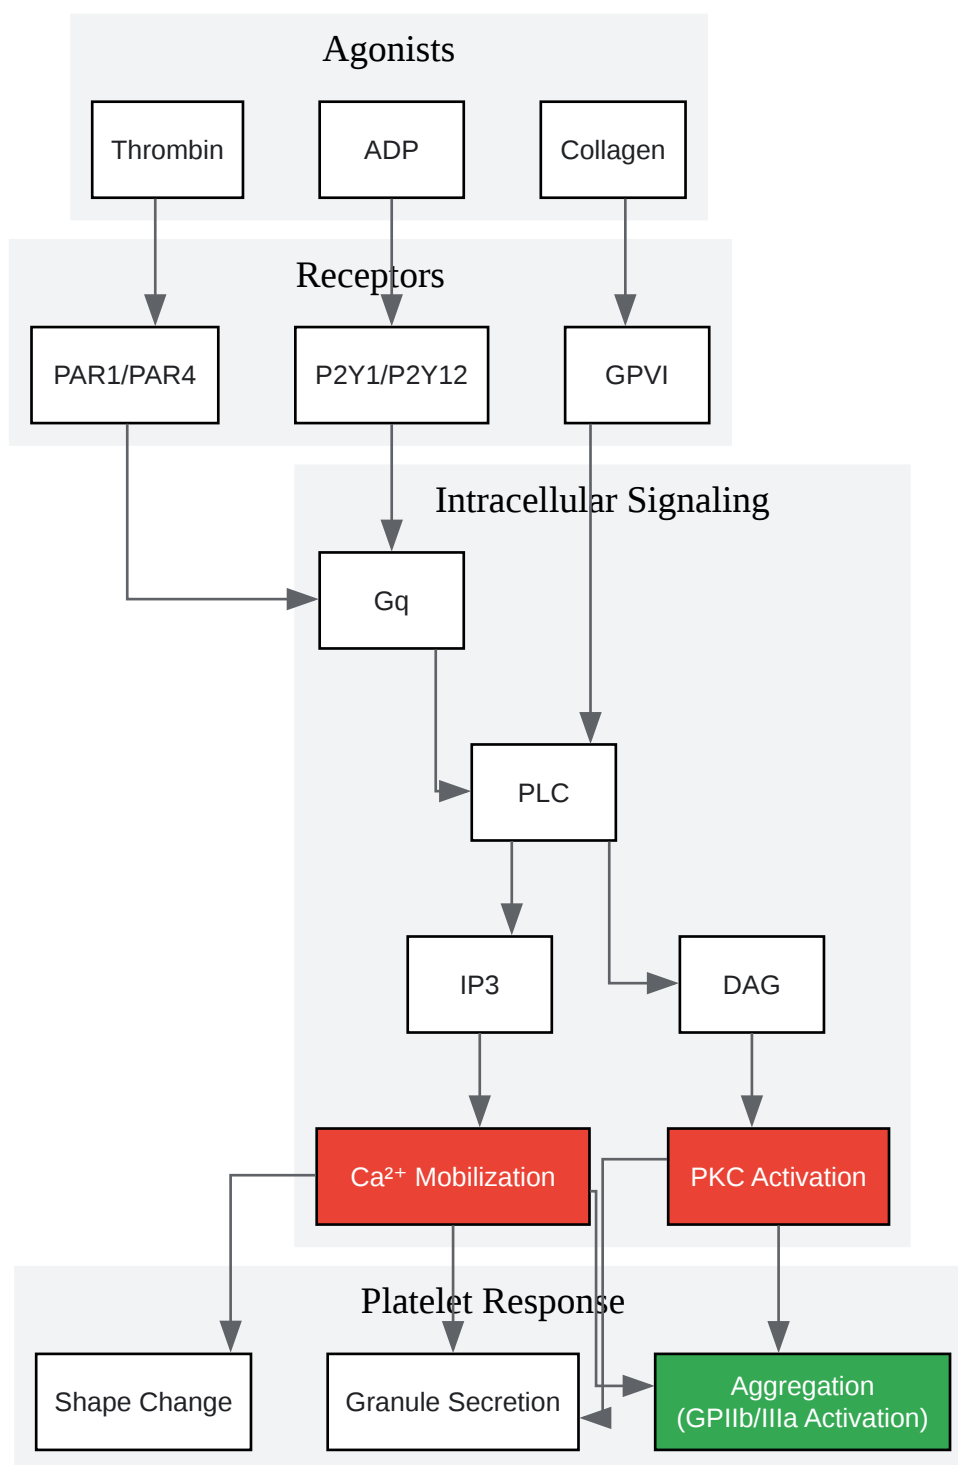 Agonists
Thrombin
ADP
Collagen
Receptors
PAR1/PAR4
P2Y1/P2Y12
GPVI
Intracellular Signaling
Gq
PLC
IP3
DAG
Ca²⁺ Mobilization
PKC Activation
Platelet Response
Shape Change
Granule Secretion
Aggregation
(GPIIb/IIIa Activation)